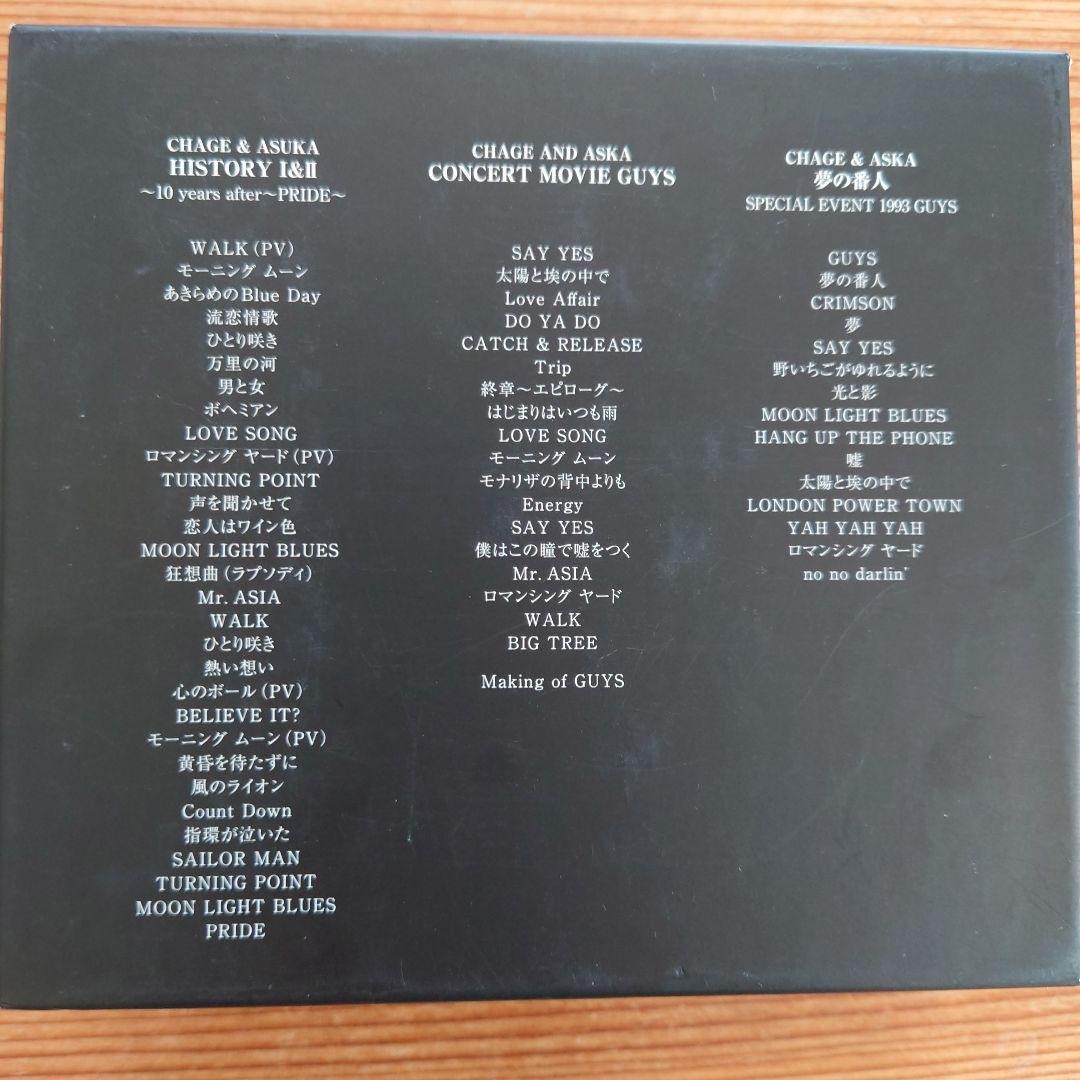 CHAGE & ASUKA
HISTORY I&II
～10 years after～PRIDE～
WALK (PV)
モーニング ムーン
あきらめのBlue Day
流恋情歌
ひとり咲き
万里の河
男と女
ボヘミアン
LOVE SONG
ロマンシング ヤード (PV)
TURNING POINT
声を聞かせて
恋人はワイン色
MOON LIGHT BLUES
狂想曲 (ラプソディ)
Mr. ASIA
WALK
ひとり咲き
熱い想い
心のボール (PV)
BELIEVE IT?
モーニング ムーン (PV)
黄昏を待たずに
風のライオン
Count Down
指環が泣いた
SAILOR MAN
TURNING POINT
MOON LIGHT BLUES
PRIDE
CHAGE AND ASKA
CONCERT MOVIE GUYS
SAY YES
太陽と埃の中で
Love Affair
DO YA DO
CATCH & RELEASE
Trip
終章～エピローグ～
はじまりはいつも雨
LOVE SONG
モーニング ムーン
モナリザの背中よりも
Energy
SAY YES
僕はこの瞳で嘘をつく
Mr. ASIA
ロマンシング ヤード
WALK
BIG TREE
Making of GUYS
CHAGE & ASKA
夢の番人
SPECIAL EVENT 1993 GUYS
GUYS
夢の番人
CRIMSON
夢
SAY YES
野いちごがゆれるように
光と影
MOON LIGHT BLUES
HANG UP THE PHONE
嘘
太陽と埃の中で
LONDON POWER TOWN
YAH YAH YAH
ロマンシング ヤード
no no darlin'